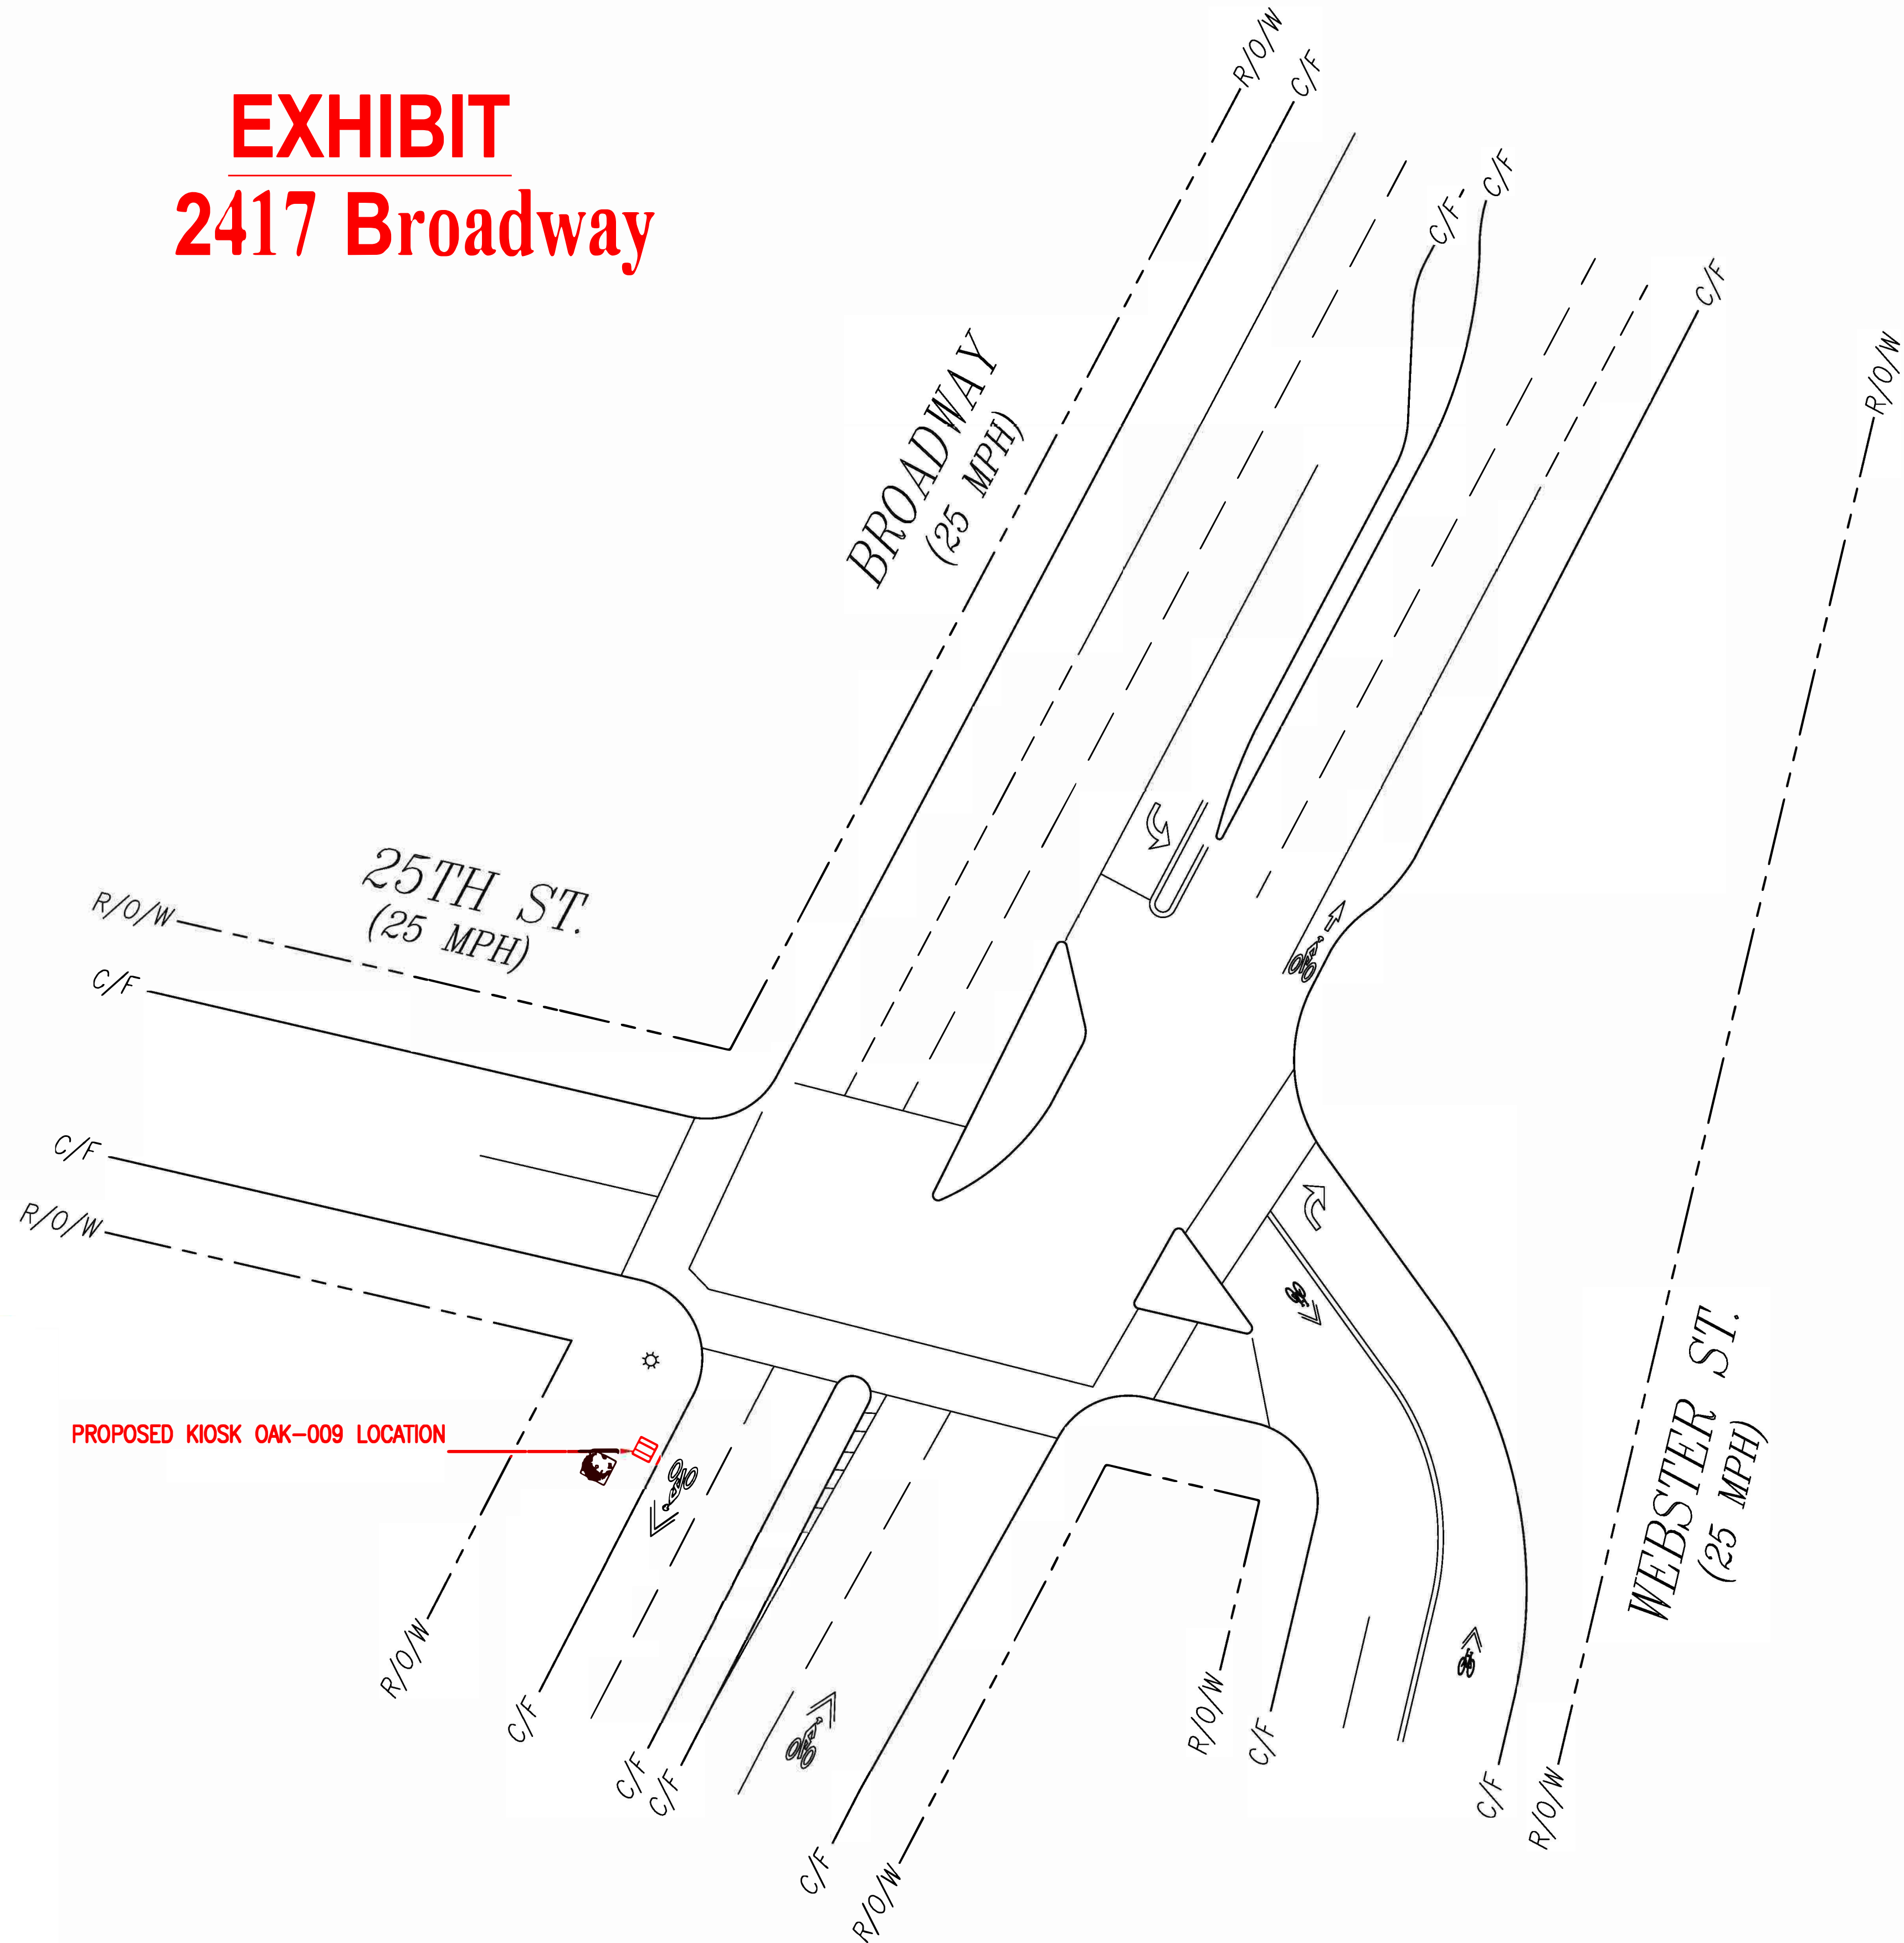 EXHIBIT
2417 Broadway
R/O/W
C/F
C/F
C/F
C/F
R/O/W
BROADWAY
(25 MPH)
25TH ST.
(25 MPH)
R/O/W
C/F
C/F
R/O/W
PROPOSED KIOSK OAK-009 LOCATION
WEBSTER ST.
(25 MPH)
R/O/W
C/F
C/F
C/F
C/F
R/O/W
R/O/W
C/F
C/F
R/O/W